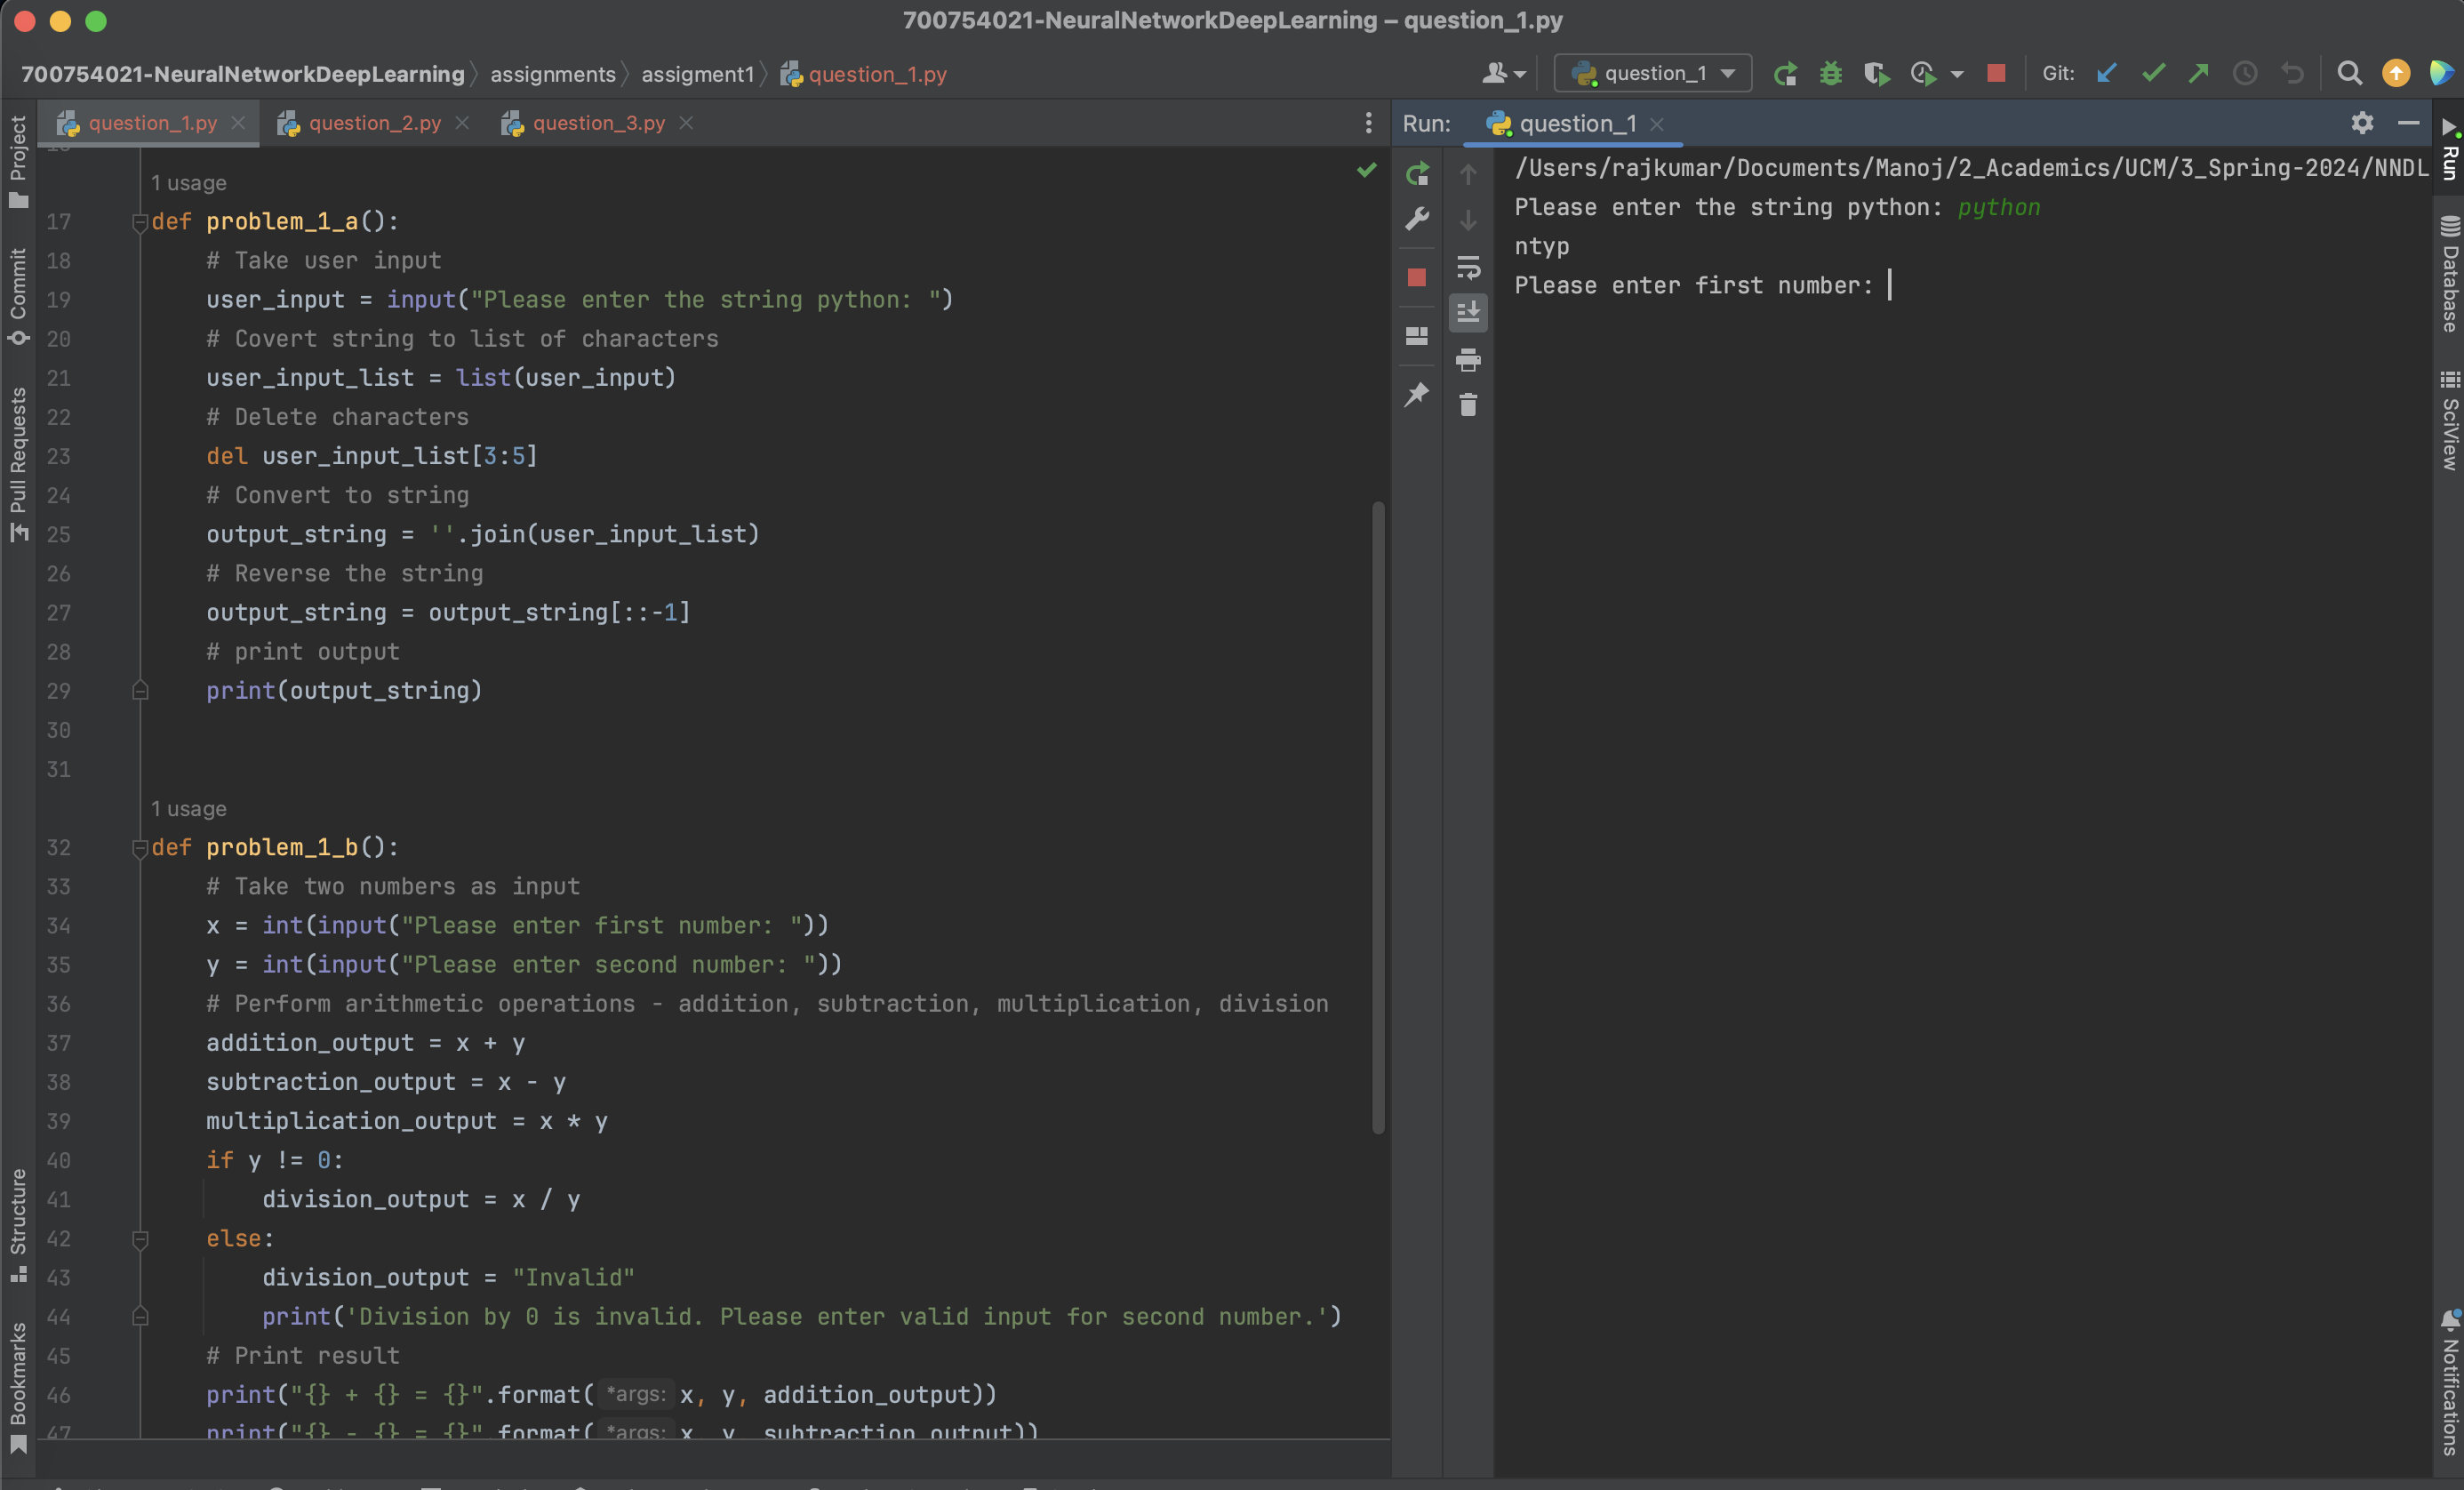 700754021-NeuralNetworkDeepLearning – question_1.py
700754021-NeuralNetworkDeepLearning
assignments
assigment1
question_1.py
question_1
Git:
question_1.py
question_2.py
question_3.py
Run:
question_1
Project
Commit
Pull Requests
Structure
Bookmarks
1 usage
17 def problem_1_a():
18 # Take user input
19 user_input = input("Please enter the string python: ")
20 # Covert string to list of characters
21 user_input_list = list(user_input)
22 # Delete characters
23 del user_input_list[3:5]
24 # Convert to string
25 output_string = ''.join(user_input_list)
26 # Reverse the string
27 output_string = output_string[::-1]
28 # print output
29 print(output_string)
30
31
1 usage
32 def problem_1_b():
33 # Take two numbers as input
34 x = int(input("Please enter first number: "))
35 y = int(input("Please enter second number: "))
36 # Perform arithmetic operations - addition, subtraction, multiplication, division
37 addition_output = x + y
38 subtraction_output = x - y
39 multiplication_output = x * y
40 if y != 0:
41 division_output = x / y
42 else:
43 division_output = "Invalid"
44 print('Division by 0 is invalid. Please enter valid input for second number.')
45 # Print result
46 print("{} + {} = {}".format( *args: x, y, addition_output))
47 print("{} - {} = {}".format( *args: x, y, subtraction_output))
/Users/rajkumar/Documents/Manoj/2_Academics/UCM/3_Spring-2024/NNDL
Please enter the string python: python
ntyp
Please enter first number:
Run
Database
SciView
Notifications